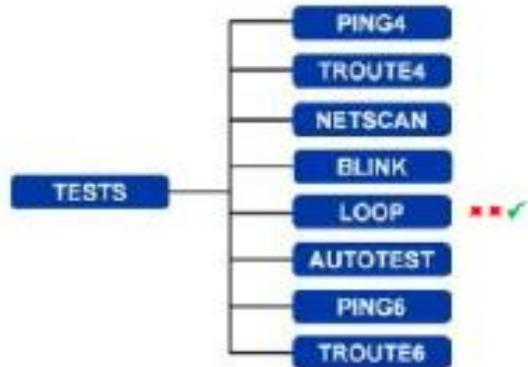 PING4
TROUTE4
NETSCAN
BLINK
TESTS
LOOP
AUTOTEST
PING6
TROUTE6